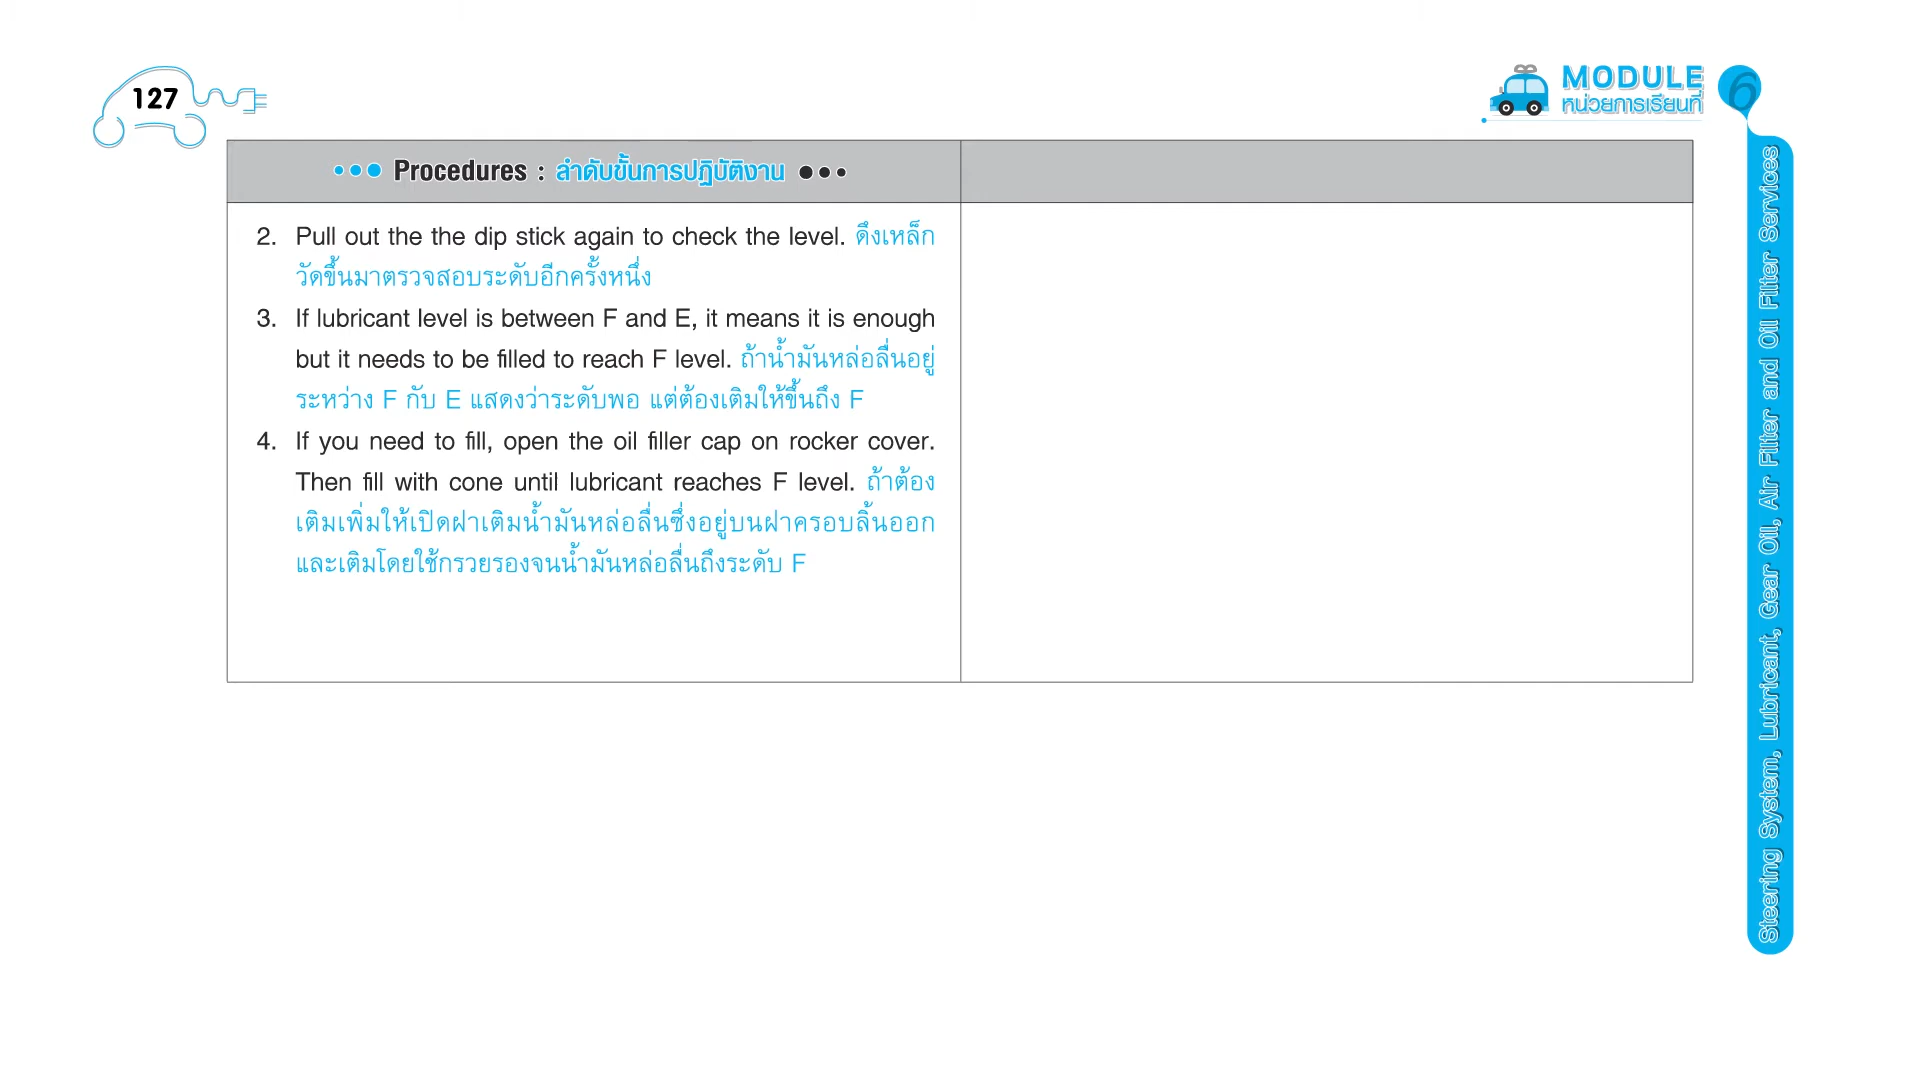 127
MODULE
หน่วยการเรียนที่
6
Procedures : ลำดับขั้นการปฏิบัติงาน
2. Pull out the the dip stick again to check the level. ดึงเหล็ก
วัดขึ้นมาตรวจสอบระดับอีกครั้งหนึ่ง
3. If lubricant level is between F and E, it means it is enough
but it needs to be filled to reach F level. ถ้าน้ำมันหล่อลื่นอยู่
ระหว่าง F กับ E แสดงว่าระดับพอ แต่ต้องเติมให้ขึ้นถึง F
4. If you need to fill, open the oil filler cap on rocker cover.
Then fill with cone until lubricant reaches F level. ถ้าต้อง
เติมเพิ่มให้เปิดฝาเติมน้ำมันหล่อลื่นซึ่งอยู่บนฝาครอบลิ้นออก
และเติมโดยใช้กรวยรองจนน้ำมันหล่อลื่นถึงระดับ F
Steering System, Lubricant, Gear Oil, Air Filter and Oil Filter Services